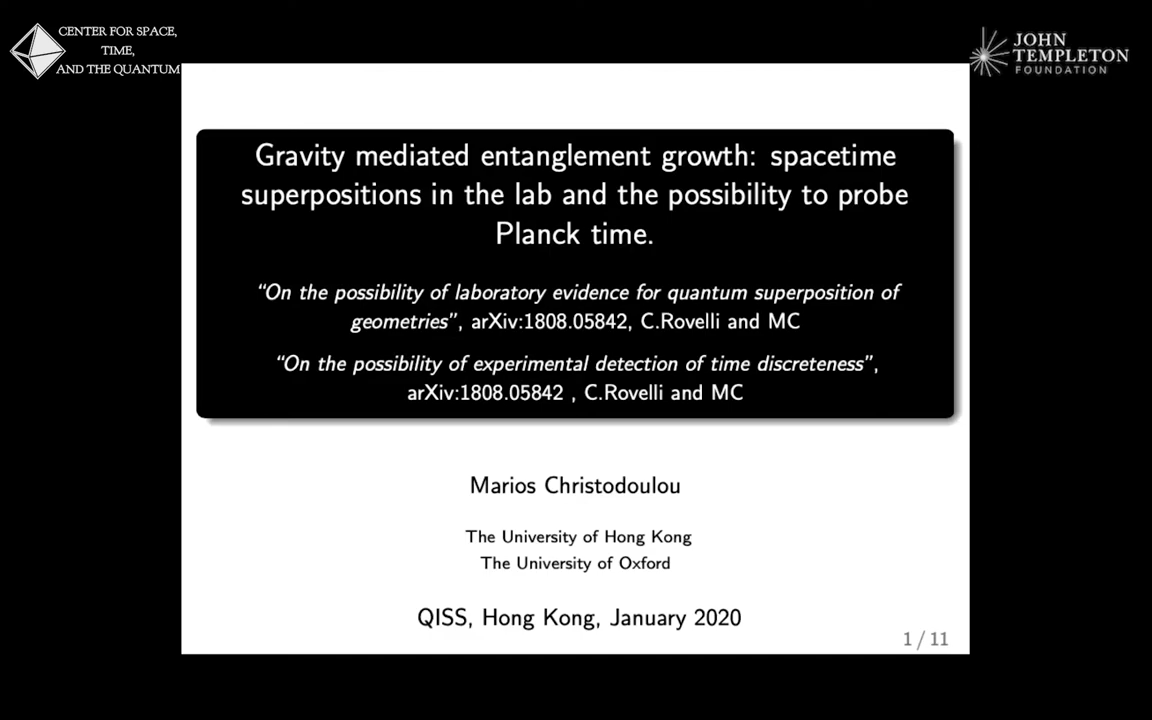 CENTER FOR SPACE,
TIME,
AND THE QUANTUM
JOHN
TEMPLETON
FOUNDATION
Gravity mediated entanglement growth: spacetime
superpositions in the lab and the possibility to probe
Planck time.
“On the possibility of laboratory evidence for quantum superposition of
geometries”, arXiv:1808.05842, C.Rovelli and MC
“On the possibility of experimental detection of time discreteness”,
arXiv:1808.05842 , C.Rovelli and MC
Marios Christodoulou
The University of Hong Kong
The University of Oxford
QISS, Hong Kong, January 2020
1 / 11